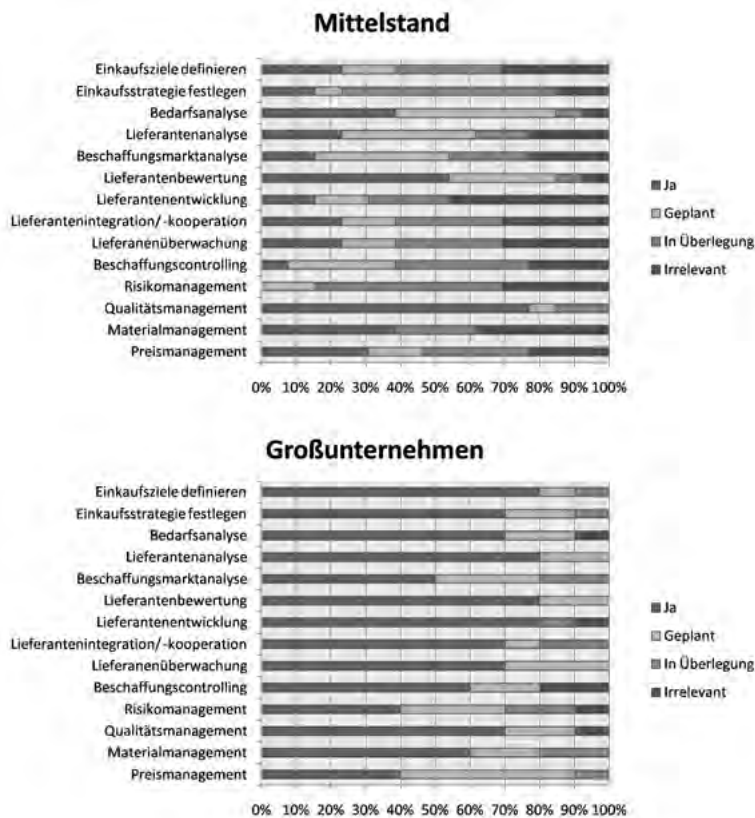 Mittelstand
Einkaufsziele definieren
Einkaufsstrategie festlegen
Bedarfsanalyse
Lieferantenanalyse
Beschaffungsmarktanalyse
Lieferantenbewertung
Lieferantenentwicklung
Lieferantenintegration/-kooperation
Lieferanenüberwachung
Beschaffungscontrolling
Risikomanagement
Qualitätsmanagement
Materialmanagement
Preismanagement
0% 10% 20% 30% 40% 50% 60% 70% 80% 90% 100%
Ja
Geplant
In Überlegung
Irrelevant
Großunternehmen
Einkaufsziele definieren
Einkaufsstrategie festlegen
Bedarfsanalyse
Lieferantenanalyse
Beschaffungsmarktanalyse
Lieferantenbewertung
Lieferantenentwicklung
Lieferantenintegration/-kooperation
Lieferanenüberwachung
Beschaffungscontrolling
Risikomanagement
Qualitätsmanagement
Materialmanagement
Preismanagement
0% 10% 20% 30% 40% 50% 60% 70% 80% 90% 100%
Ja
Geplant
In Überlegung
Irrelevant